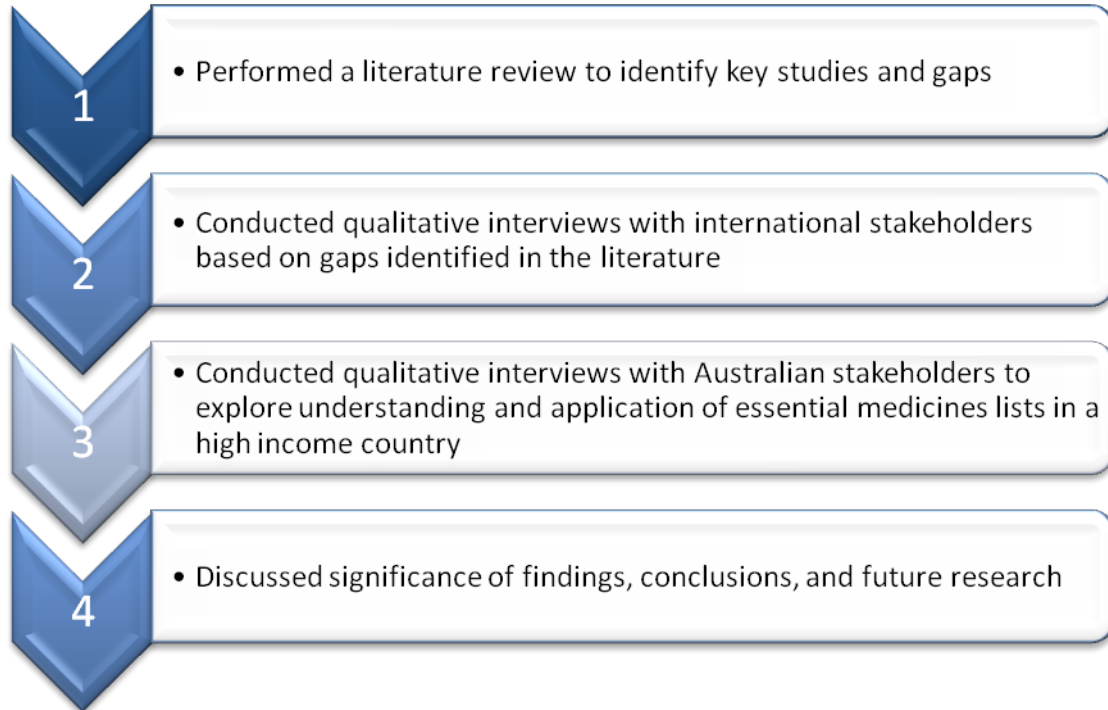 1
• Performed a literature review to identify key studies and gaps
2
• Conducted qualitative interviews with international stakeholders
based on gaps identified in the literature
3
• Conducted qualitative interviews with Australian stakeholders to
explore understanding and application of essential medicines lists in a
high income country
4
• Discussed significance of findings, conclusions, and future research